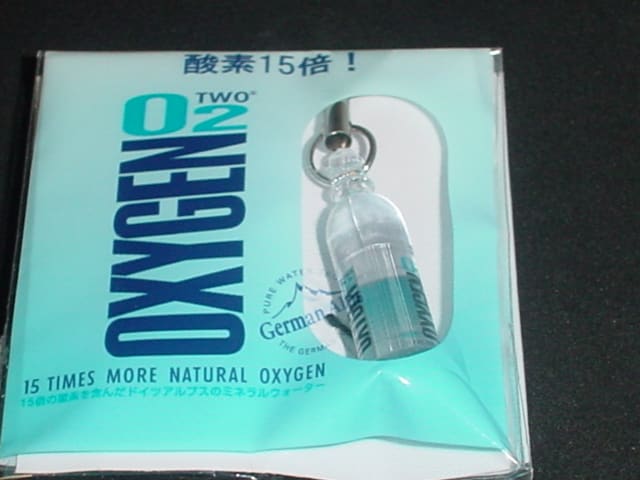 酸素15倍！
TWO®
O2
OXYGEN
PURE WATER
German Al
THE GERM
15 TIMES MORE NATURAL OXYGEN
15倍の酸素を含んだドイツアルプスのミネラルウォーター